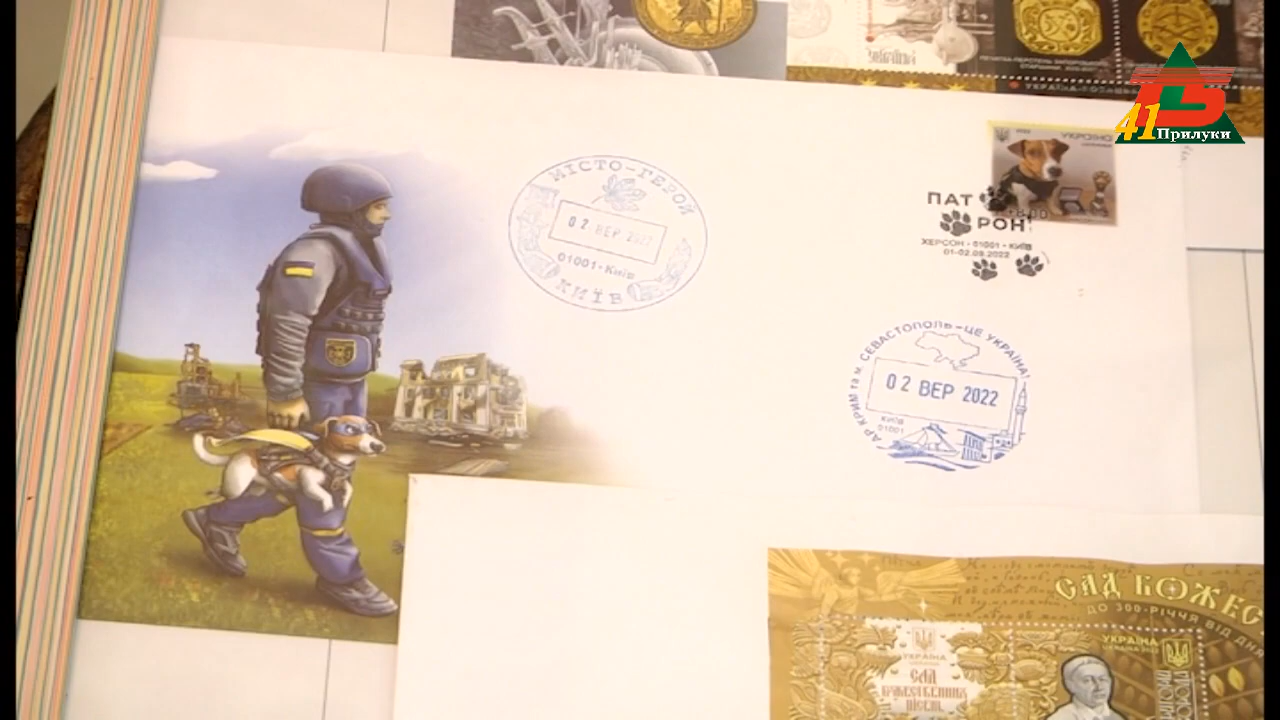 УКРАЇНА
41
Прилуки
УКРАЇНА
МІСТО-ГЕРОЙ
02 ВЕР 2022
01001-Київ
КИЇВ
ПАТ
РОН
ХЕРСОН - 01001 - КИЇВ
01-02.09.2022
АР КРИМ та м. СЕВАСТОПОЛЬ-ЦЕ УКРАЇНА!
02 ВЕР 2022
КИЇВ
01001
САД БОЖЕС
ДО 300-РІЧЧЯ ВІД ДНЯ
УКРАЇНА
УКРАЇНА
САД
БОЖЕСТВЕННИХ
ПІСЕНЬ